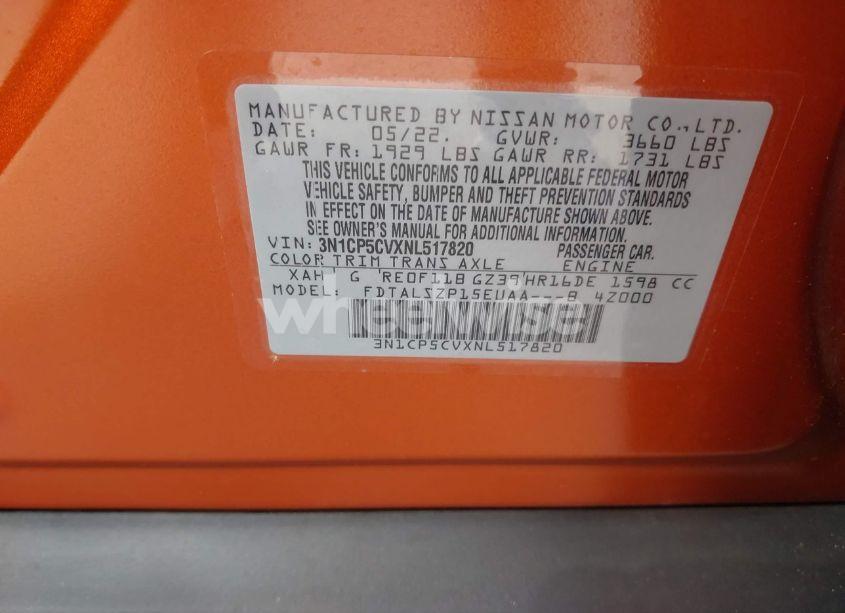 MANUFACTURED BY NISSAN MOTOR CO., LTD.
DATE: 05/22. GVWR: 3660 LBS
GAWR FR: 1929 LBS GAWR RR: 1731 LBS
THIS VEHICLE CONFORMS TO ALL APPLICABLE FEDERAL MOTOR
VEHICLE SAFETY, BUMPER AND THEFT PREVENTION STANDARDS
IN EFFECT ON THE DATE OF MANUFACTURE SHOWN ABOVE.
SEE OWNER'S MANUAL FOR ADDITIONAL INFORMATION.
VIN: 3N1CP5CVXNL517820 PASSENGER CAR.
COLOR TRIM TRANS AXLE ENGINE
XAH G RE0F11B GZ39 HR16DE 1598 CC
MODEL: FDTALSZP15EUAA---B 4Z000
wheelwise
3N1CP5CVXNL517820